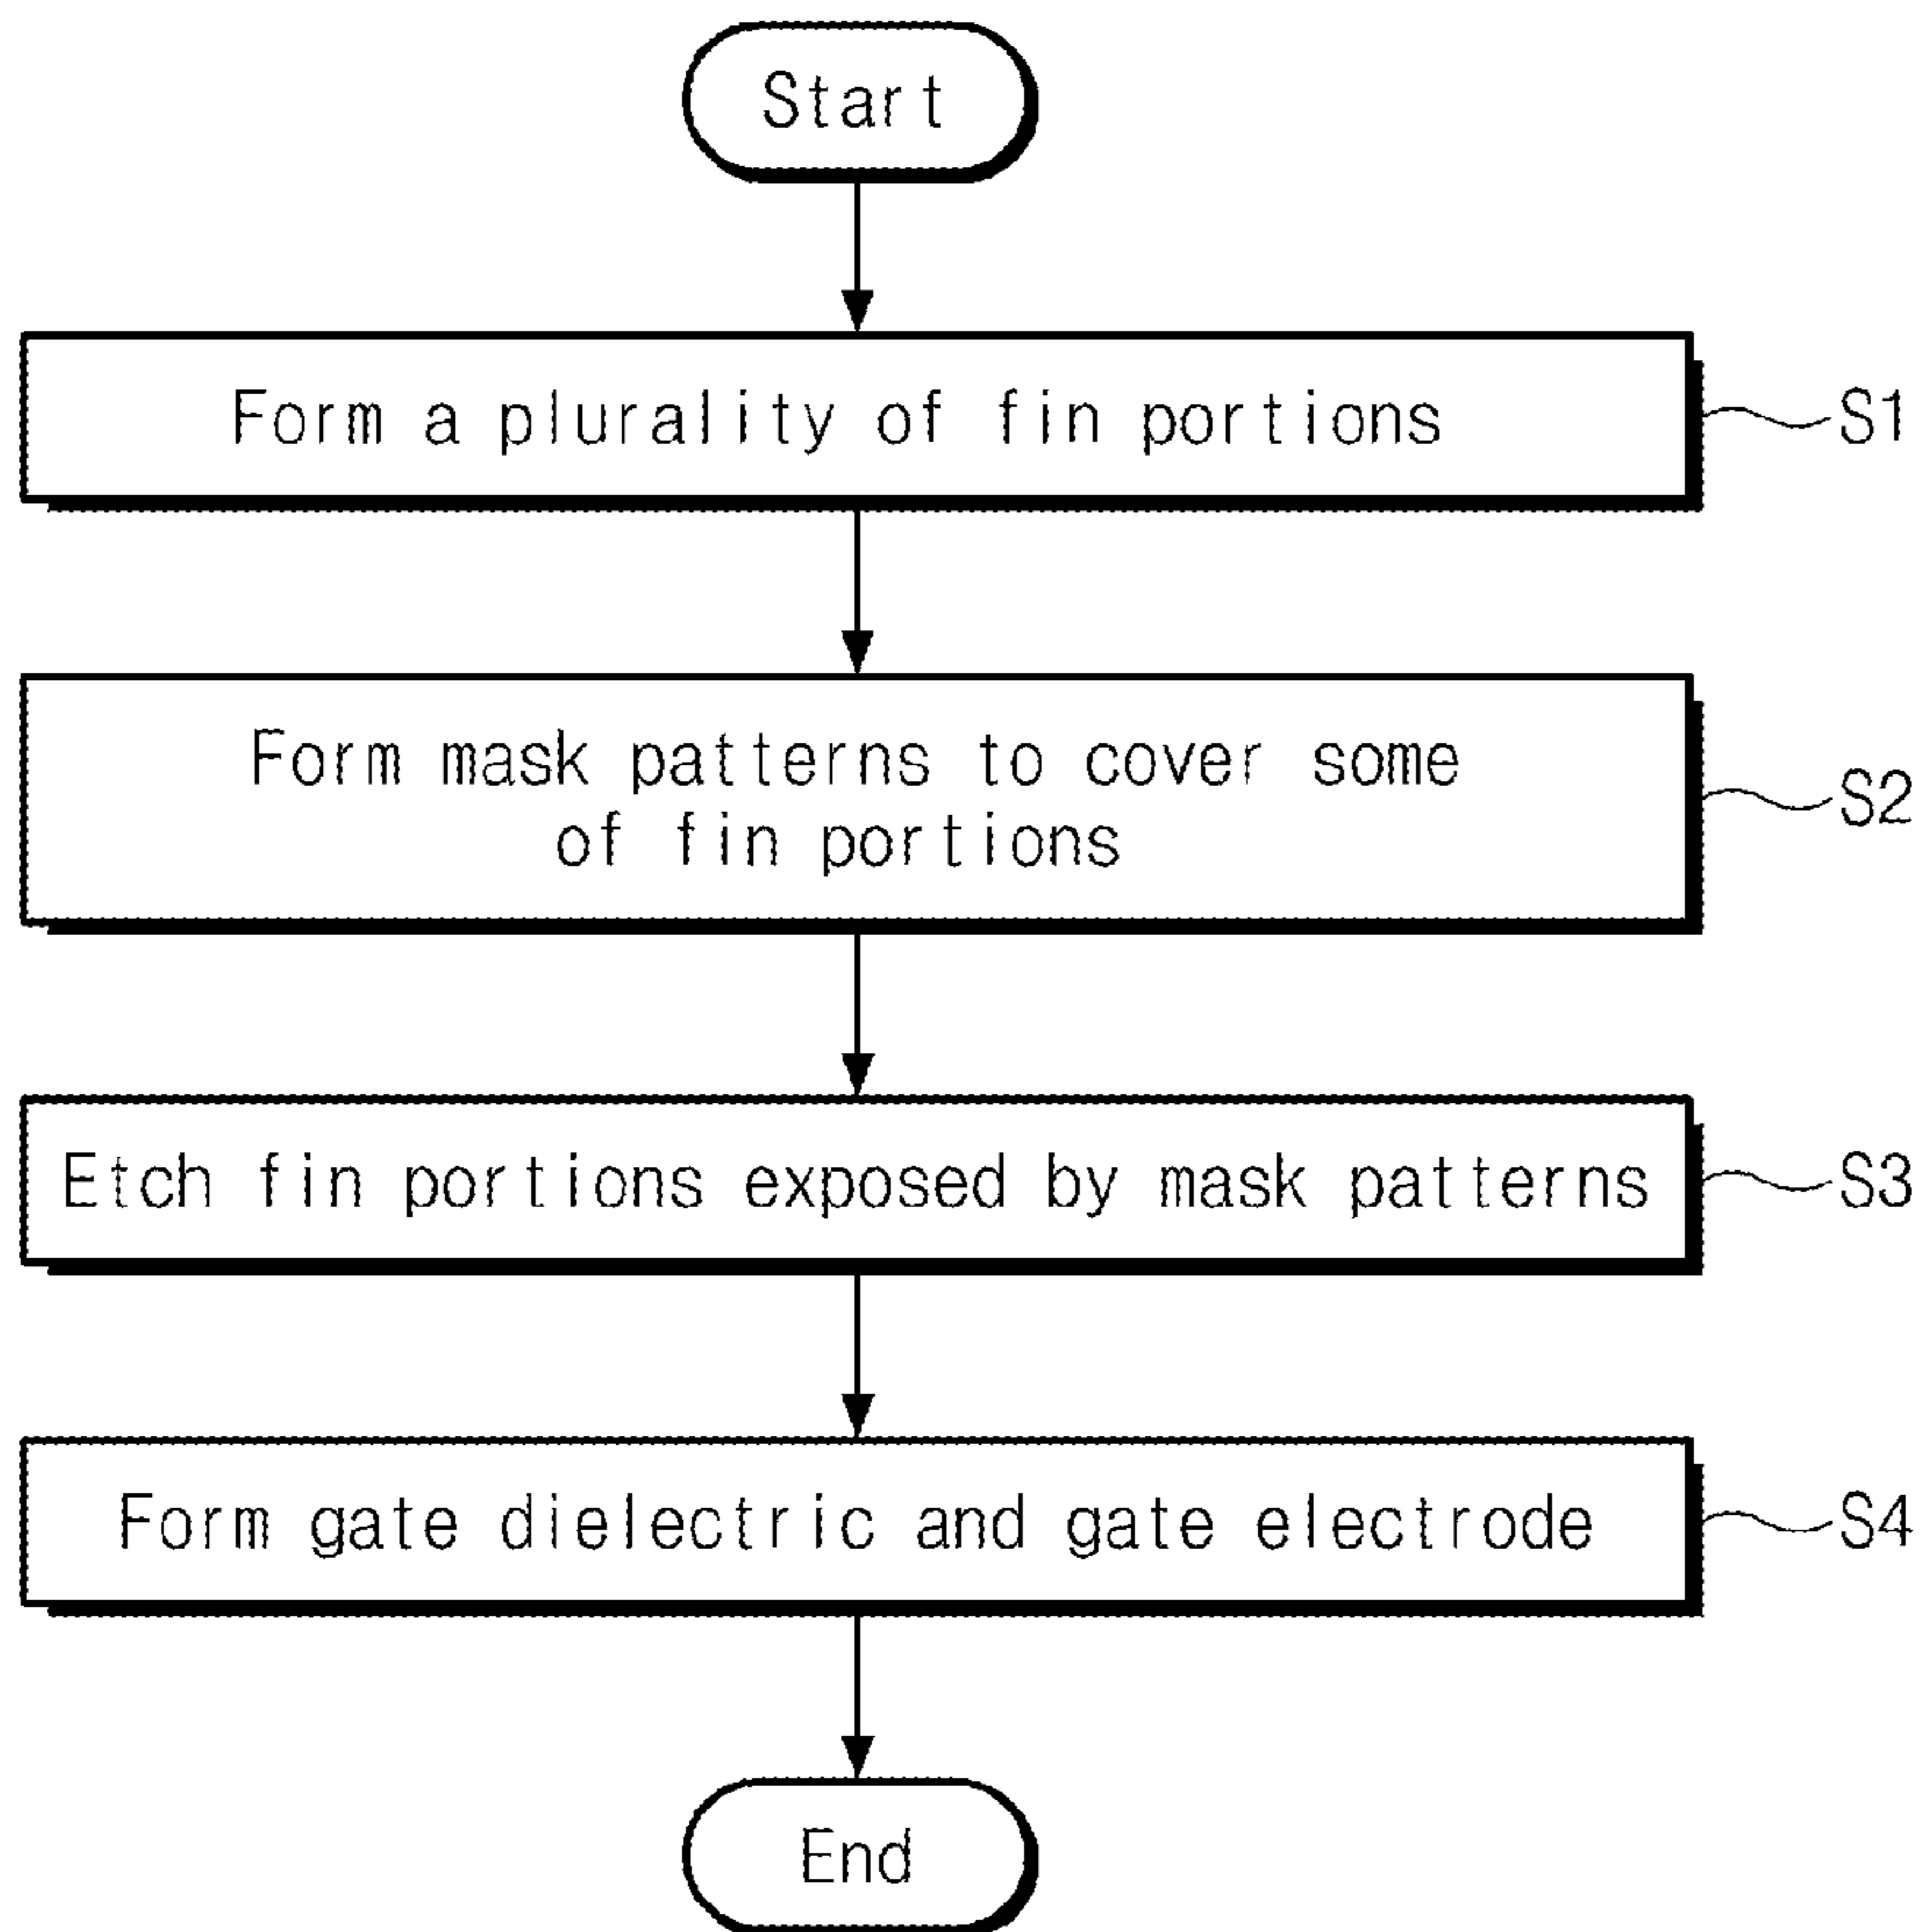 Start
Form a plurality of fin portions
S1
Form mask patterns to cover some
of fin portions
S2
Etch fin portions exposed by mask patterns
S3
Form gate dielectric and gate electrode
S4
End